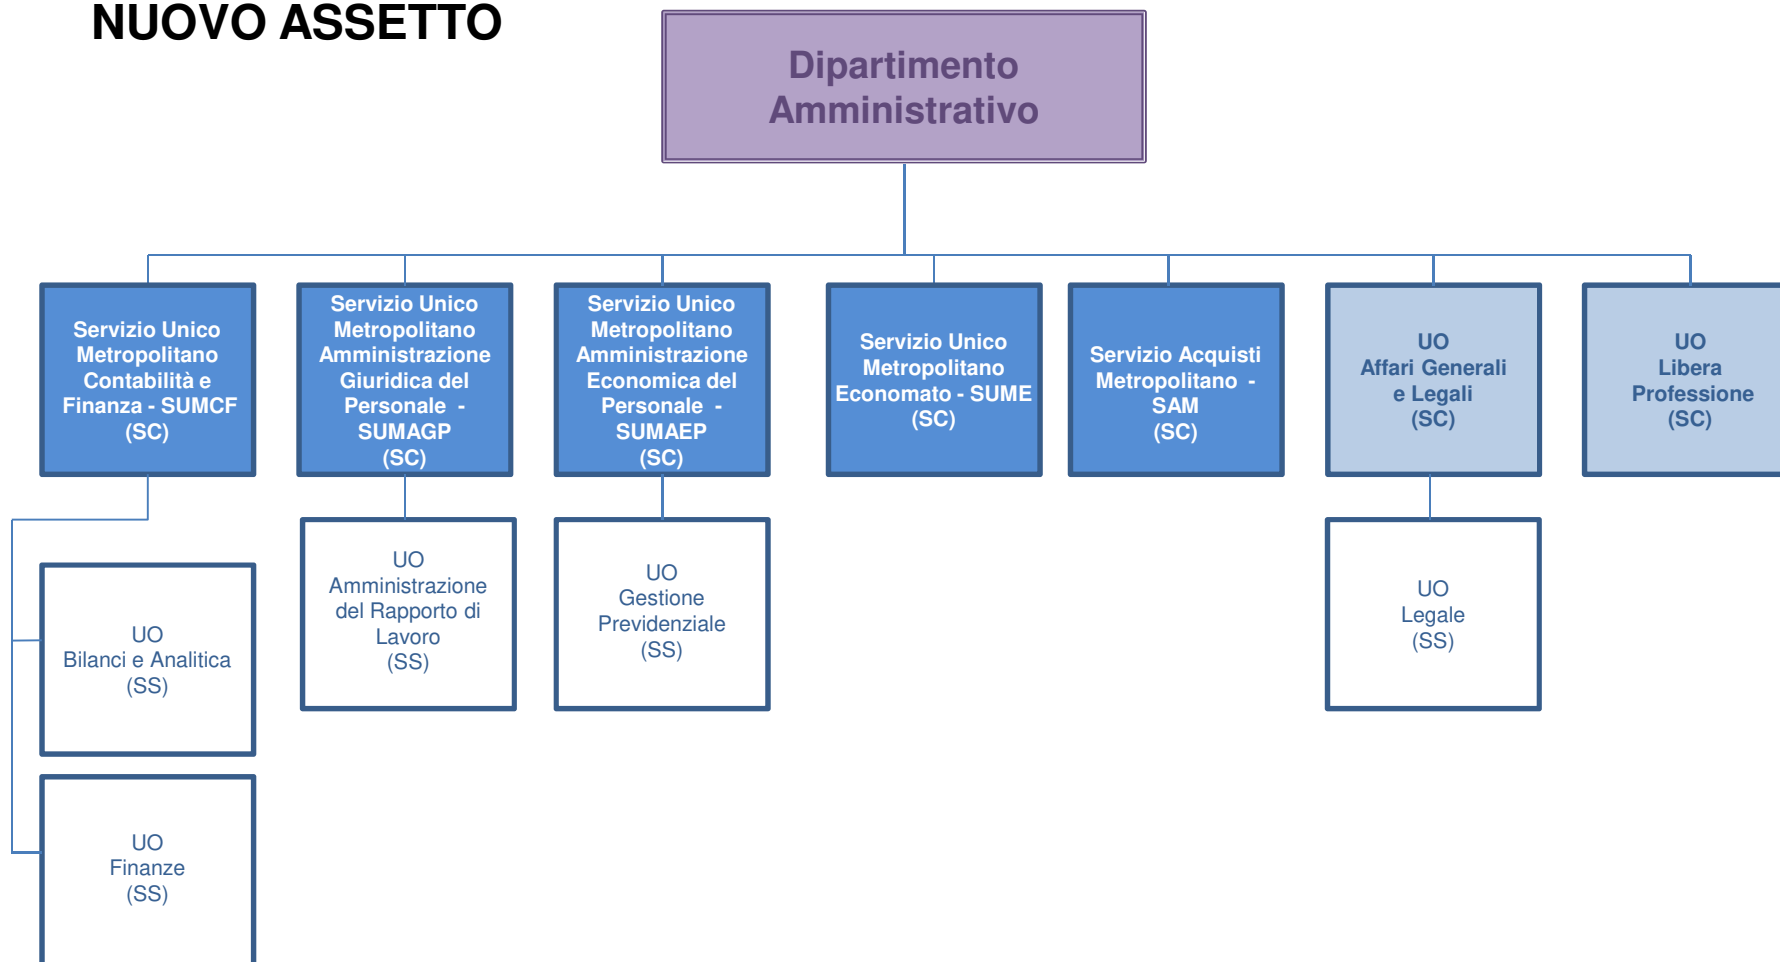 NUOVO ASSETTO
Dipartimento
Amministrativo
Servizio Unico
Metropolitano
Contabilità e
Finanza - SUMCF
(SC)
Servizio Unico
Metropolitano
Amministrazione
Giuridica del
Personale -
SUMAGP
(SC)
Servizio Unico
Metropolitano
Amministrazione
Economica del
Personale -
SUMAEP
(SC)
Servizio Unico
Metropolitano
Economato - SUME
(SC)
Servizio Acquisti
Metropolitano -
SAM
(SC)
UO
Affari Generali
e Legali
(SC)
UO
Libera
Professione
(SC)
UO
Bilanci e Analitica
(SS)
UO
Finanze
(SS)
UO
Amministrazione
del Rapporto di
Lavoro
(SS)
UO
Gestione
Previdenziale
(SS)
UO
Legale
(SS)